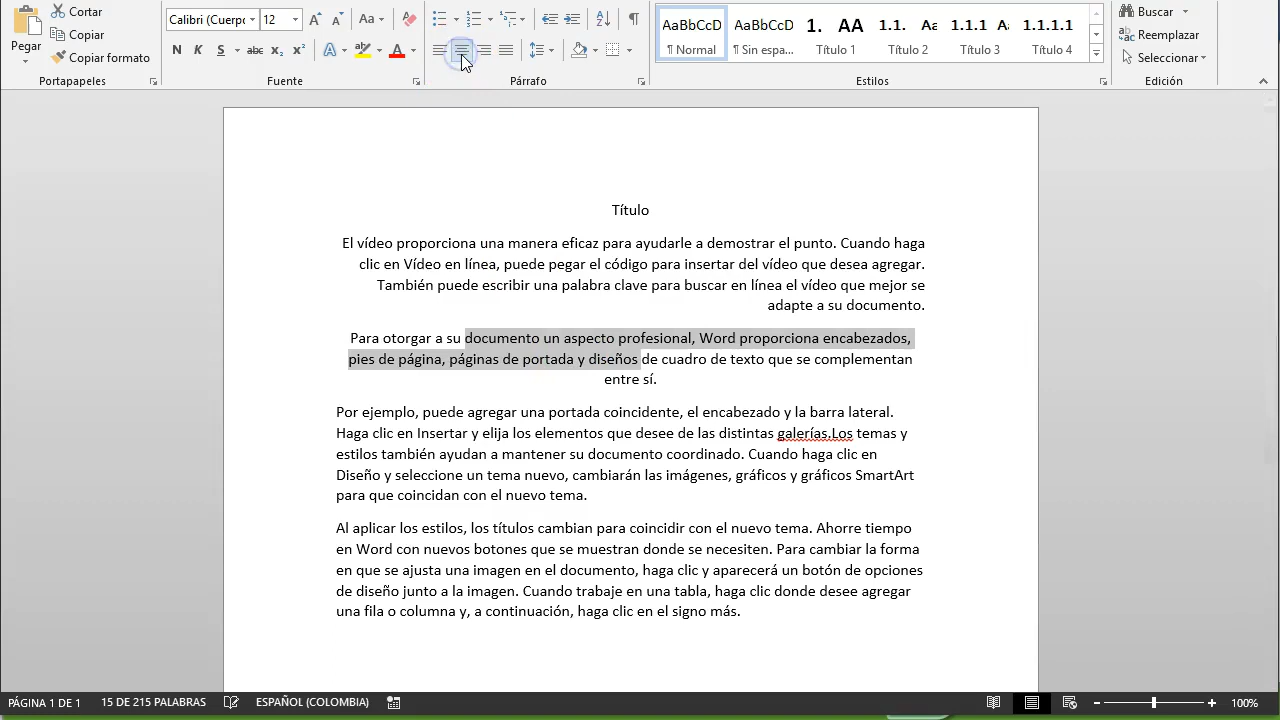 Pegar
Cortar
Copiar
Copiar formato
Portapapeles
Calibri (Cuerpo
12
Aa
N K S abc x₂ x²
A
A
Fuente
Párrafo
AaBbCcD
¶ Normal
AaBbCcD
¶ Sin espa...
1. AA
Título 1
1.1. Aa
Título 2
1.1.1 A
Título 3
1.1.1.1
Título 4
Estilos
Buscar
Reemplazar
Seleccionar
Edición
Título
El vídeo proporciona una manera eficaz para ayudarle a demostrar el punto. Cuando haga
clic en Vídeo en línea, puede pegar el código para insertar del vídeo que desea agregar.
También puede escribir una palabra clave para buscar en línea el vídeo que mejor se
adapte a su documento.
Para otorgar a su documento un aspecto profesional, Word proporciona encabezados,
pies de página, páginas de portada y diseños de cuadro de texto que se complementan
entre sí.
Por ejemplo, puede agregar una portada coincidente, el encabezado y la barra lateral.
Haga clic en Insertar y elija los elementos que desee de las distintas galerías.Los temas y
estilos también ayudan a mantener su documento coordinado. Cuando haga clic en
Diseño y seleccione un tema nuevo, cambiarán las imágenes, gráficos y gráficos SmartArt
para que coincidan con el nuevo tema.
Al aplicar los estilos, los títulos cambian para coincidir con el nuevo tema. Ahorre tiempo
en Word con nuevos botones que se muestran donde se necesiten. Para cambiar la forma
en que se ajusta una imagen en el documento, haga clic y aparecerá un botón de opciones
de diseño junto a la imagen. Cuando trabaje en una tabla, haga clic donde desee agregar
una fila o columna y, a continuación, haga clic en el signo más.
PÁGINA 1 DE 1
15 DE 215 PALABRAS
ESPAÑOL (COLOMBIA)
100%